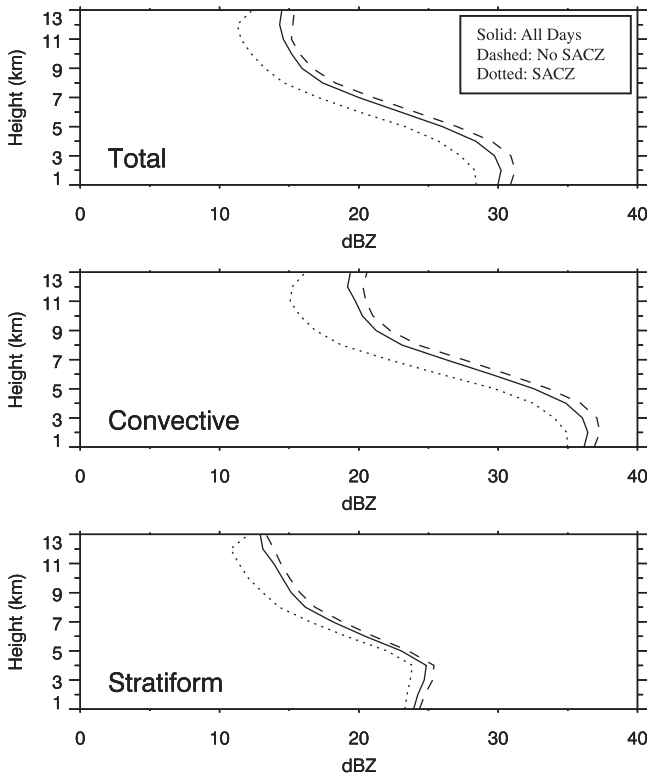 13
11
9
7
5
3
1
Height (km)
Solid: All Days
Dashed: No SACZ
Dotted: SACZ
Total
0 10 20 30 40
dBZ
13
11
9
7
5
3
1
Height (km)
Convective
0 10 20 30 40
dBZ
13
11
9
7
5
3
1
Height (km)
Stratiform
0 10 20 30 40
dBZ